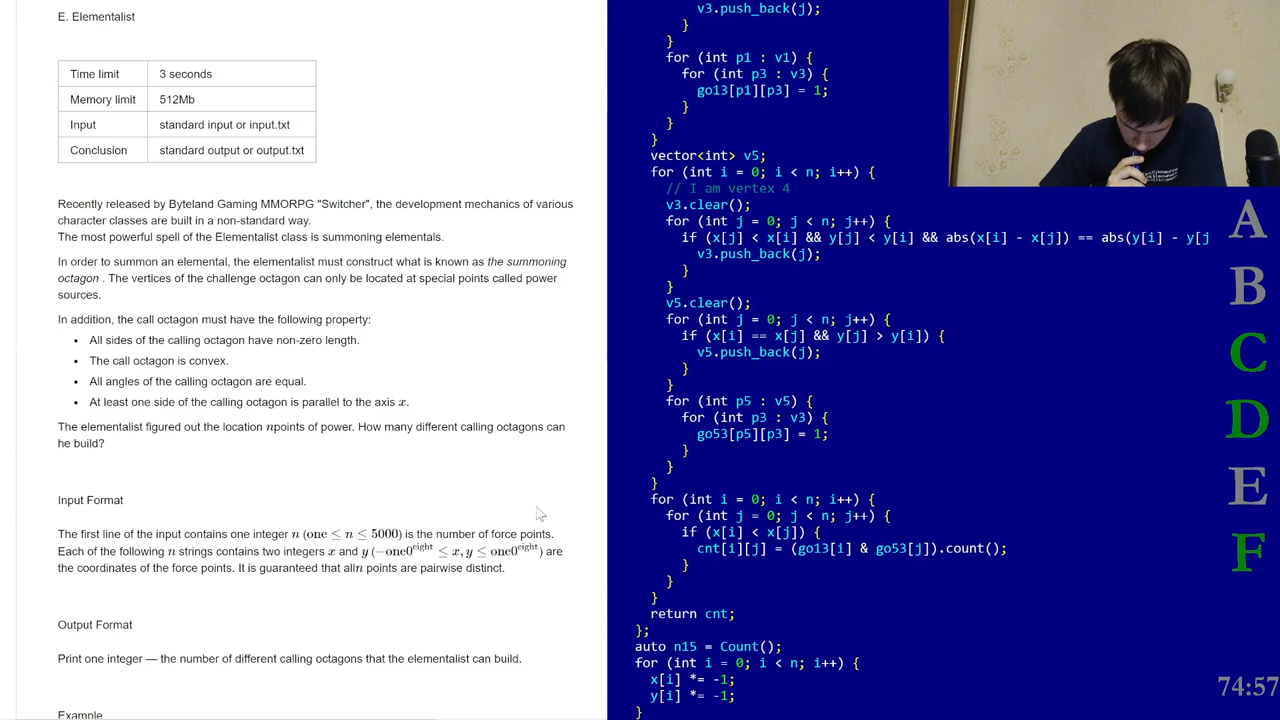 E. Elementalist
Time limit 3 seconds
Memory limit 512Mb
Input standard input or input.txt
Conclusion standard output or output.txt
Recently released by Byteland Gaming MMORPG "Switcher", the development mechanics of various
character classes are built in a non-standard way.
The most powerful spell of the Elementalist class is summoning elementals.
In order to summon an elemental, the elementalist must construct what is known as the summoning
octagon . The vertices of the challenge octagon can only be located at special points called power
sources.
In addition, the call octagon must have the following property:
• All sides of the calling octagon have non-zero length.
• The call octagon is convex.
• All angles of the calling octagon are equal.
• At least one side of the calling octagon is parallel to the axis x.
The elementalist figured out the location npoints of power. How many different calling octagons can
he build?
Input Format
The first line of the input contains one integer n (one ≤ n ≤ 5000) is the number of force points.
Each of the following n strings contains two integers x and y (−one0^eight ≤ x, y ≤ one0^eight) are
the coordinates of the force points. It is guaranteed that alln points are pairwise distinct.
Output Format
Print one integer — the number of different calling octagons that the elementalist can build.
Example
v3.push_back(j);
}
}
for (int p1 : v1) {
for (int p3 : v3) {
go13[p1][p3] = 1;
}
}
}
vector<int> v5;
for (int i = 0; i < n; i++) {
// I am vertex 4
v3.clear();
for (int j = 0; j < n; j++) {
if (x[j] < x[i] && y[j] < y[i] && abs(x[i] - x[j]) == abs(y[i] - y[j
v3.push_back(j);
}
}
v5.clear();
for (int j = 0; j < n; j++) {
if (x[i] == x[j] && y[j] > y[i]) {
v5.push_back(j);
}
}
for (int p5 : v5) {
for (int p3 : v3) {
go53[p5][p3] = 1;
}
}
}
for (int i = 0; i < n; i++) {
for (int j = 0; j < n; j++) {
if (x[i] < x[j]) {
cnt[i][j] = (go13[i] & go53[j]).count();
}
}
}
return cnt;
};
auto n15 = Count();
for (int i = 0; i < n; i++) {
x[i] *= -1;
y[i] *= -1;
}
A
B
C
D
E
F
74:57